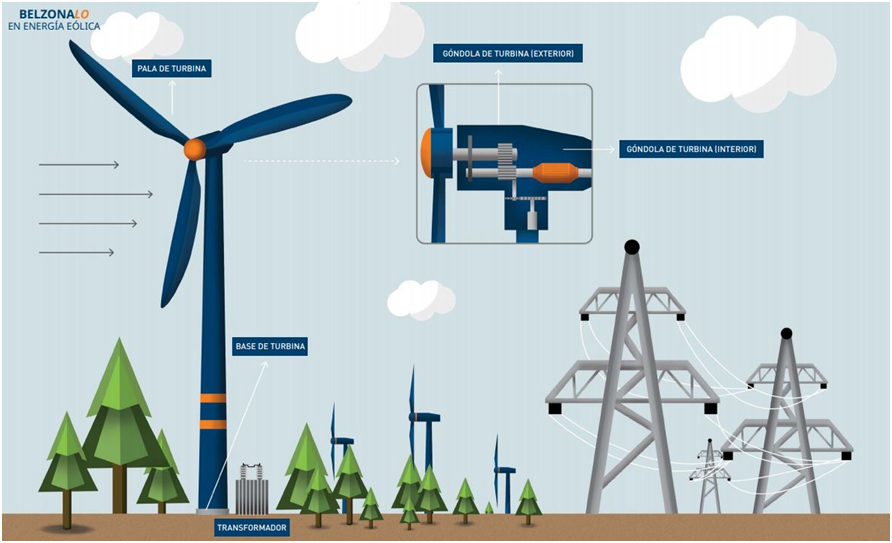 BELZONALO
EN ENERGÍA EÓLICA
PALA DE TURBINA
GÓNDOLA DE TURBINA (EXTERIOR)
GÓNDOLA DE TURBINA (INTERIOR)
BASE DE TURBINA
TRANSFORMADOR